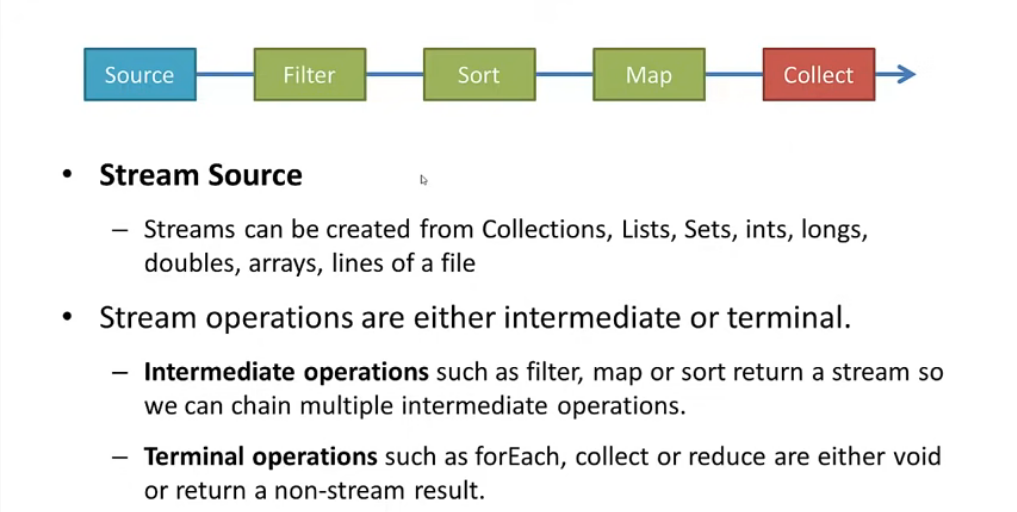 Source Filter Sort Map Collect
• Stream Source
– Streams can be created from Collections, Lists, Sets, ints, longs,
doubles, arrays, lines of a file
• Stream operations are either intermediate or terminal.
– Intermediate operations such as filter, map or sort return a stream so
we can chain multiple intermediate operations.
– Terminal operations such as forEach, collect or reduce are either void
or return a non-stream result.